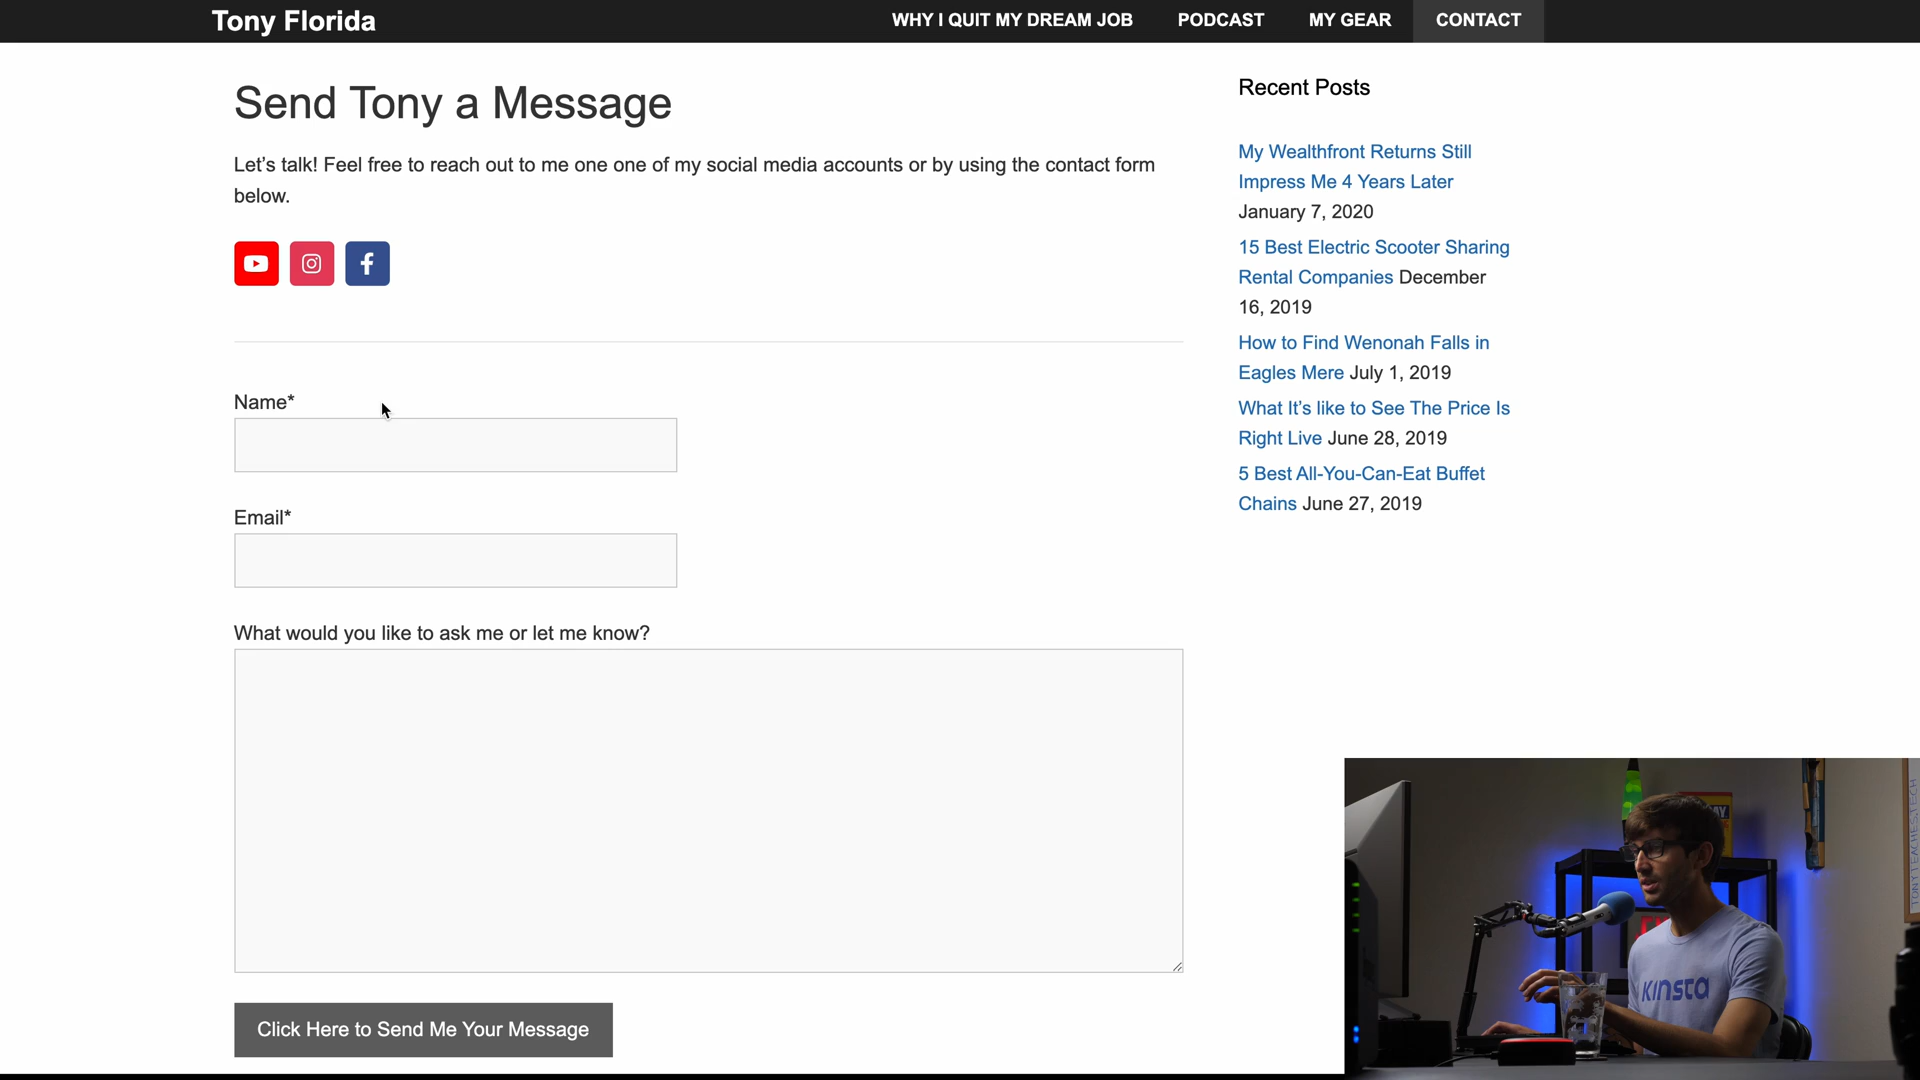 Tony Florida
WHY I QUIT MY DREAM JOB
PODCAST
MY GEAR
CONTACT
Send Tony a Message
Let’s talk! Feel free to reach out to me one one of my social media accounts or by using the contact form
below.
Name*
Email*
What would you like to ask me or let me know?
Click Here to Send Me Your Message
Recent Posts
My Wealthfront Returns Still
Impress Me 4 Years Later
January 7, 2020
15 Best Electric Scooter Sharing
Rental Companies December
16, 2019
How to Find Wenonah Falls in
Eagles Mere July 1, 2019
What It’s like to See The Price Is
Right Live June 28, 2019
5 Best All-You-Can-Eat Buffet
Chains June 27, 2019
KINSTA
TONYTEACHES.TECH